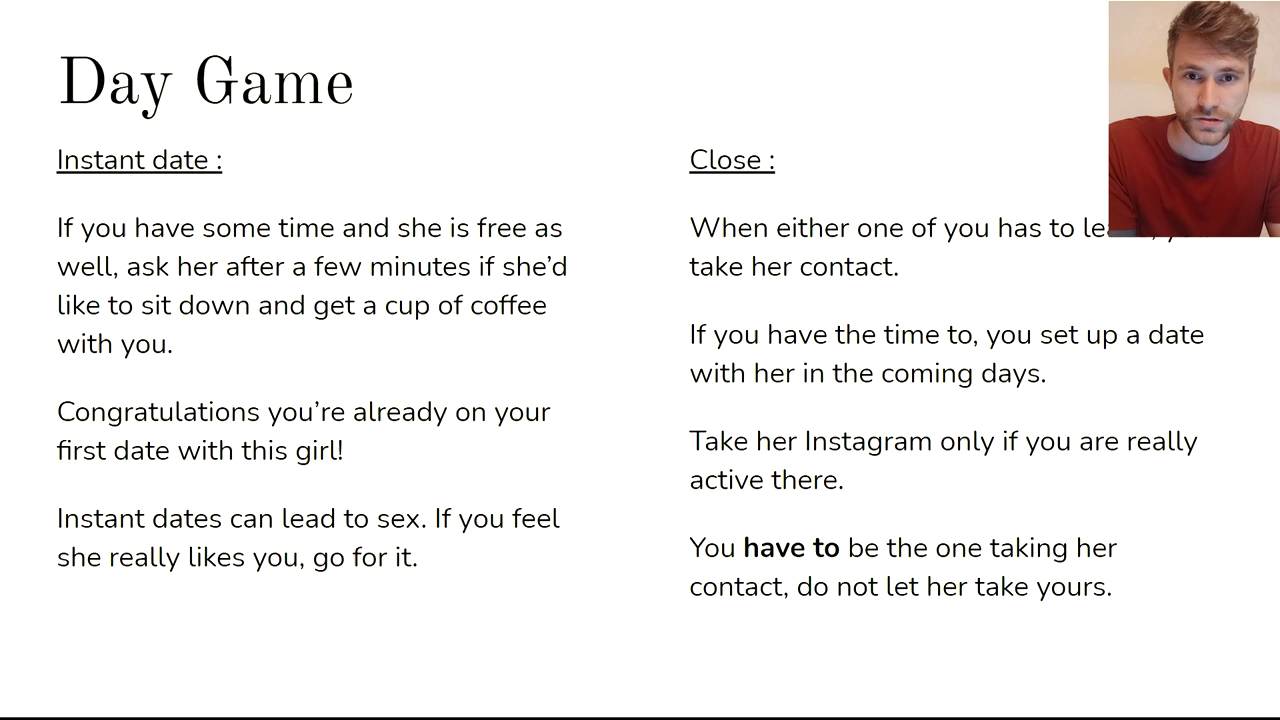 Day Game
Instant date :
If you have some time and she is free as
well, ask her after a few minutes if she’d
like to sit down and get a cup of coffee
with you.
Congratulations you’re already on your
first date with this girl!
Instant dates can lead to sex. If you feel
she really likes you, go for it.
Close :
When either one of you has to
take her contact.
If you have the time to, you set up a date
with her in the coming days.
Take her Instagram only if you are really
active there.
You have to be the one taking her
contact, do not let her take yours.